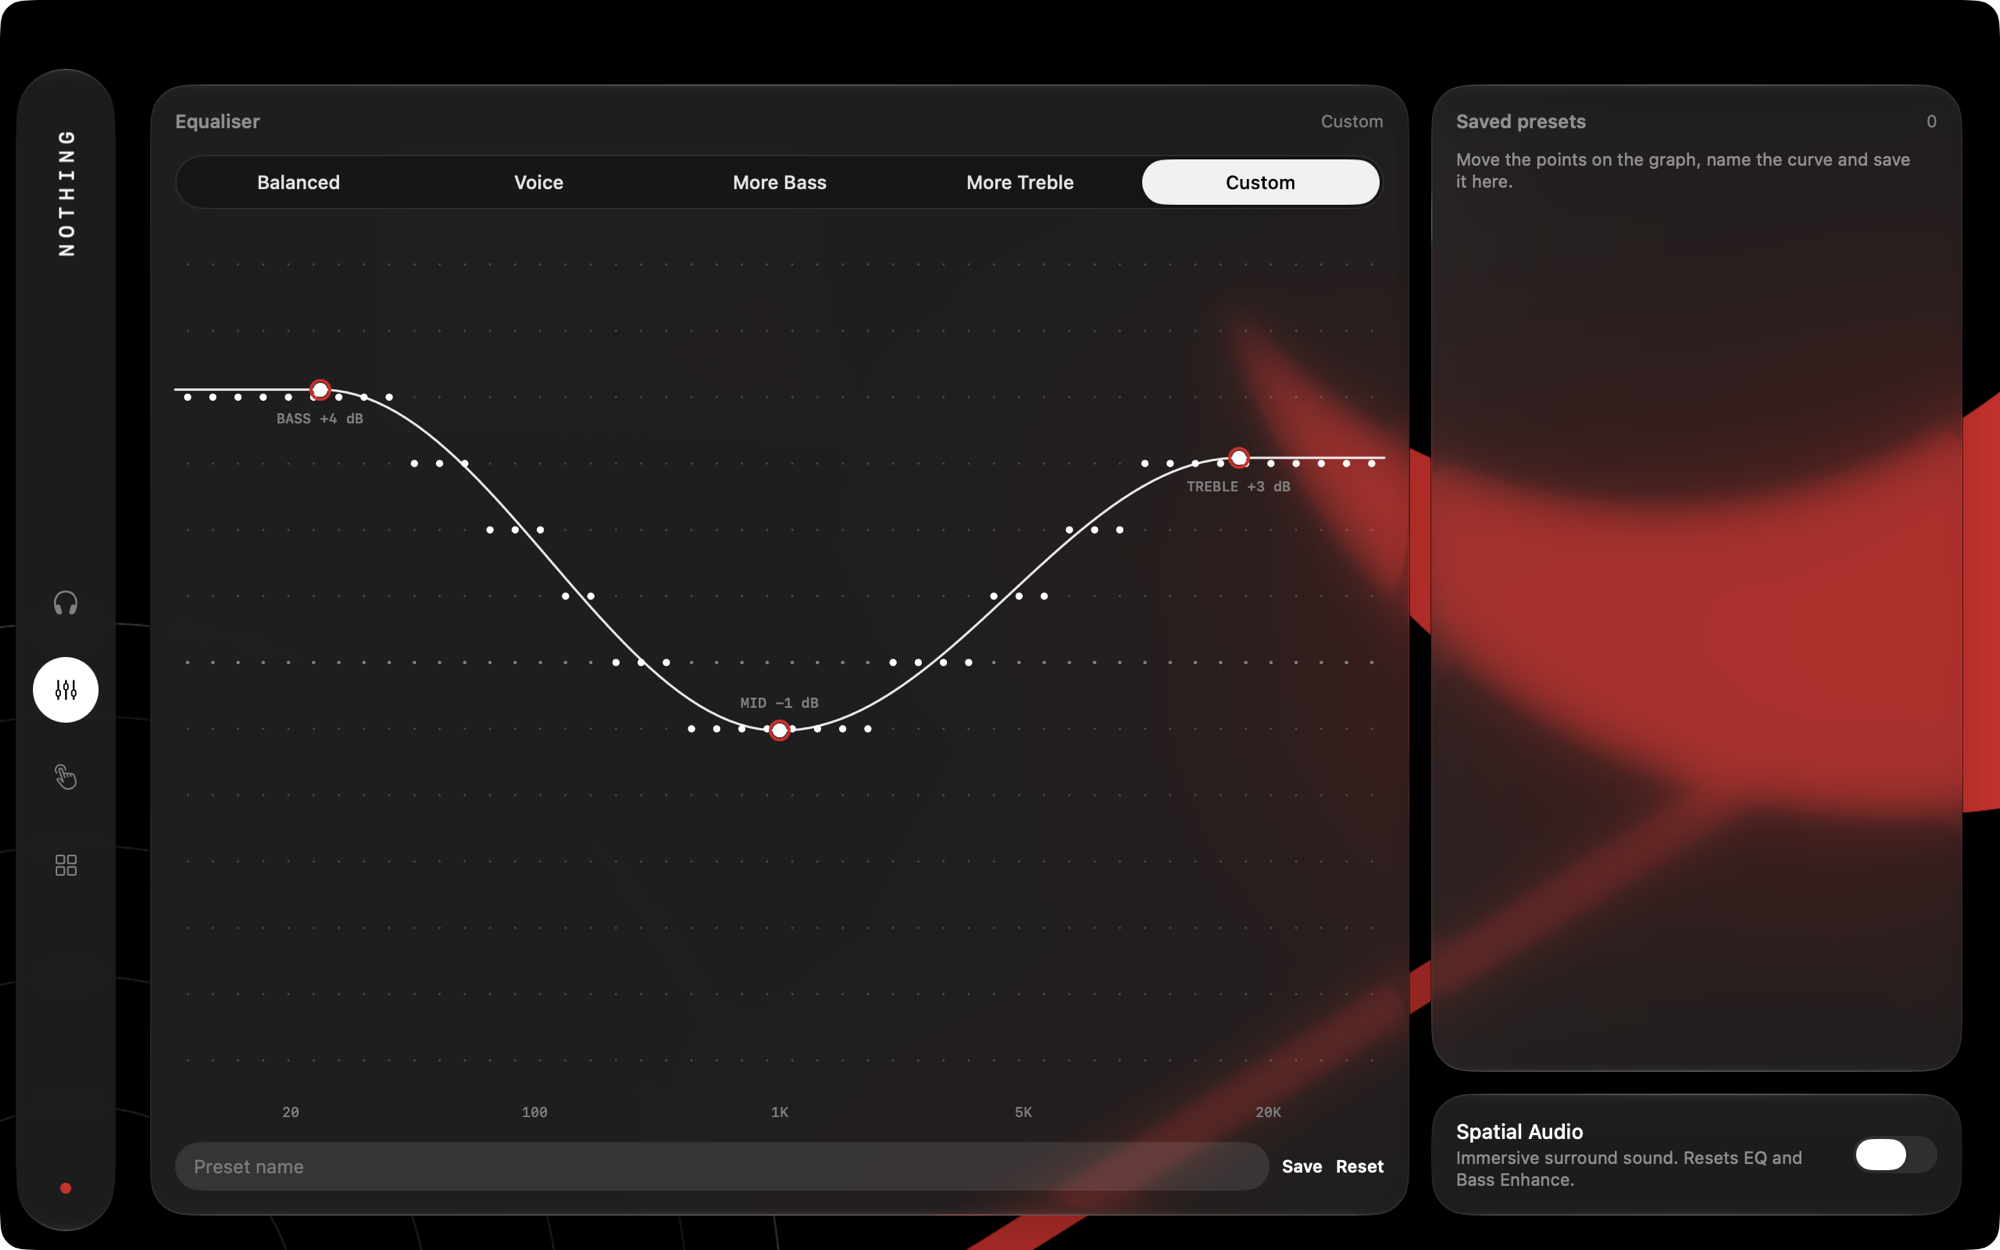 NOTHING
Equaliser
Custom
Balanced
Voice
More Bass
More Treble
Custom
BASS +4 dB
TREBLE +3 dB
MID −1 dB
20
100
1K
5K
20K
Preset name
Save
Reset
Saved presets
0
Move the points on the graph, name the curve and save
it here.
Spatial Audio
Immersive surround sound. Resets EQ and
Bass Enhance.